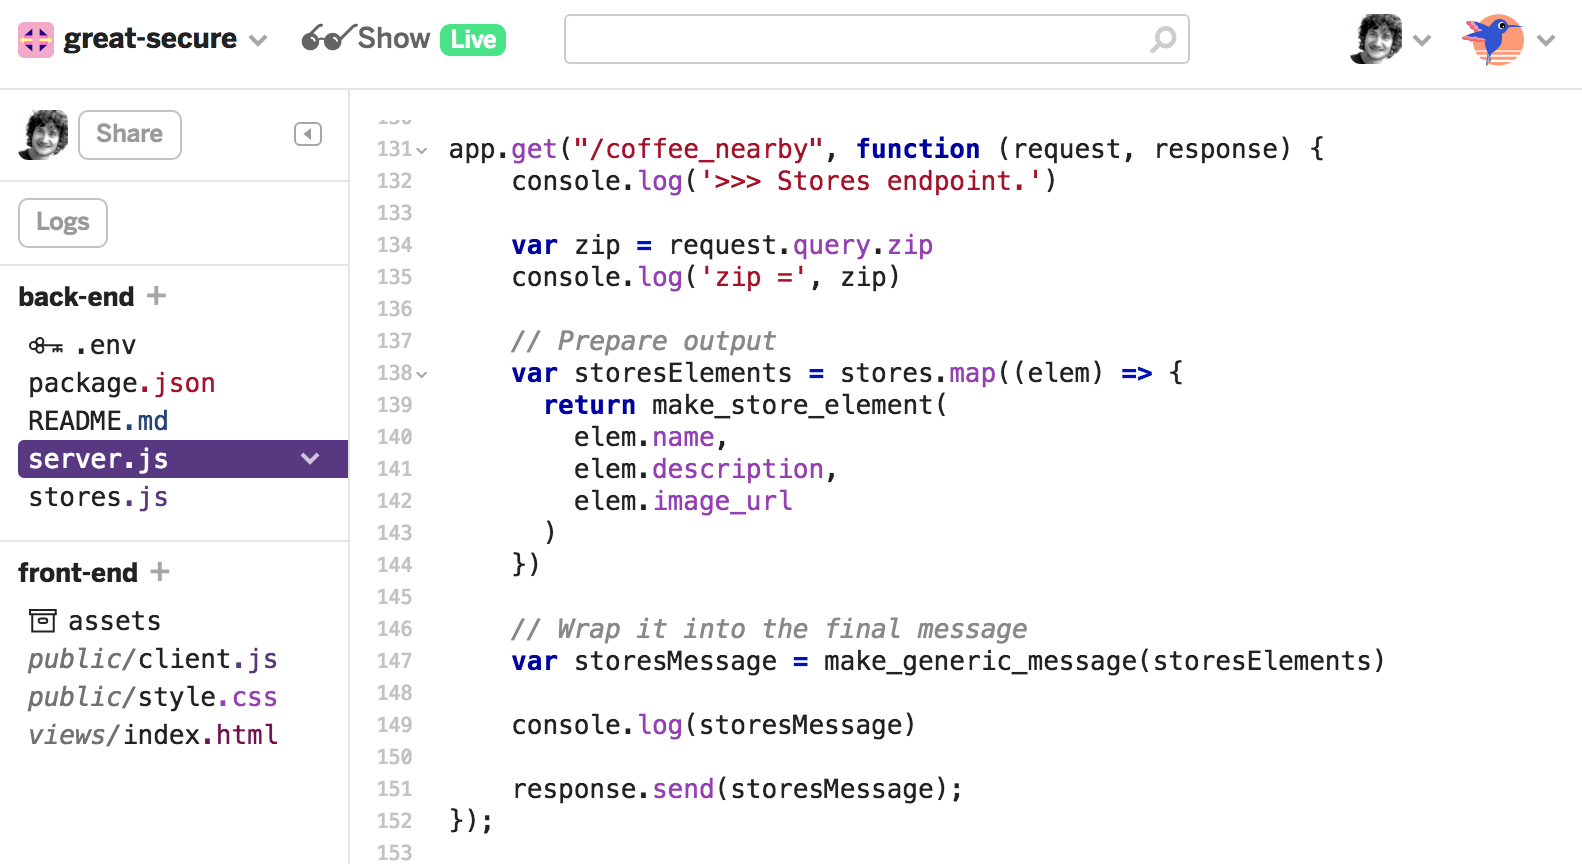 great-secure
Show Live
Share
Logs
back-end +
.env
package.json
README.md
server.js
stores.js
front-end +
assets
public/client.js
public/style.css
views/index.html
131 app.get("/coffee_nearby", function (request, response) {
132     console.log('>>> Stores endpoint.')
133
134     var zip = request.query.zip
135     console.log('zip =', zip)
136
137     // Prepare output
138     var storesElements = stores.map((elem) => {
139       return make_store_element(
140         elem.name,
141         elem.description,
142         elem.image_url
143       )
144     })
145
146     // Wrap it into the final message
147     var storesMessage = make_generic_message(storesElements)
148
149     console.log(storesMessage)
150
151     response.send(storesMessage);
152 });
153